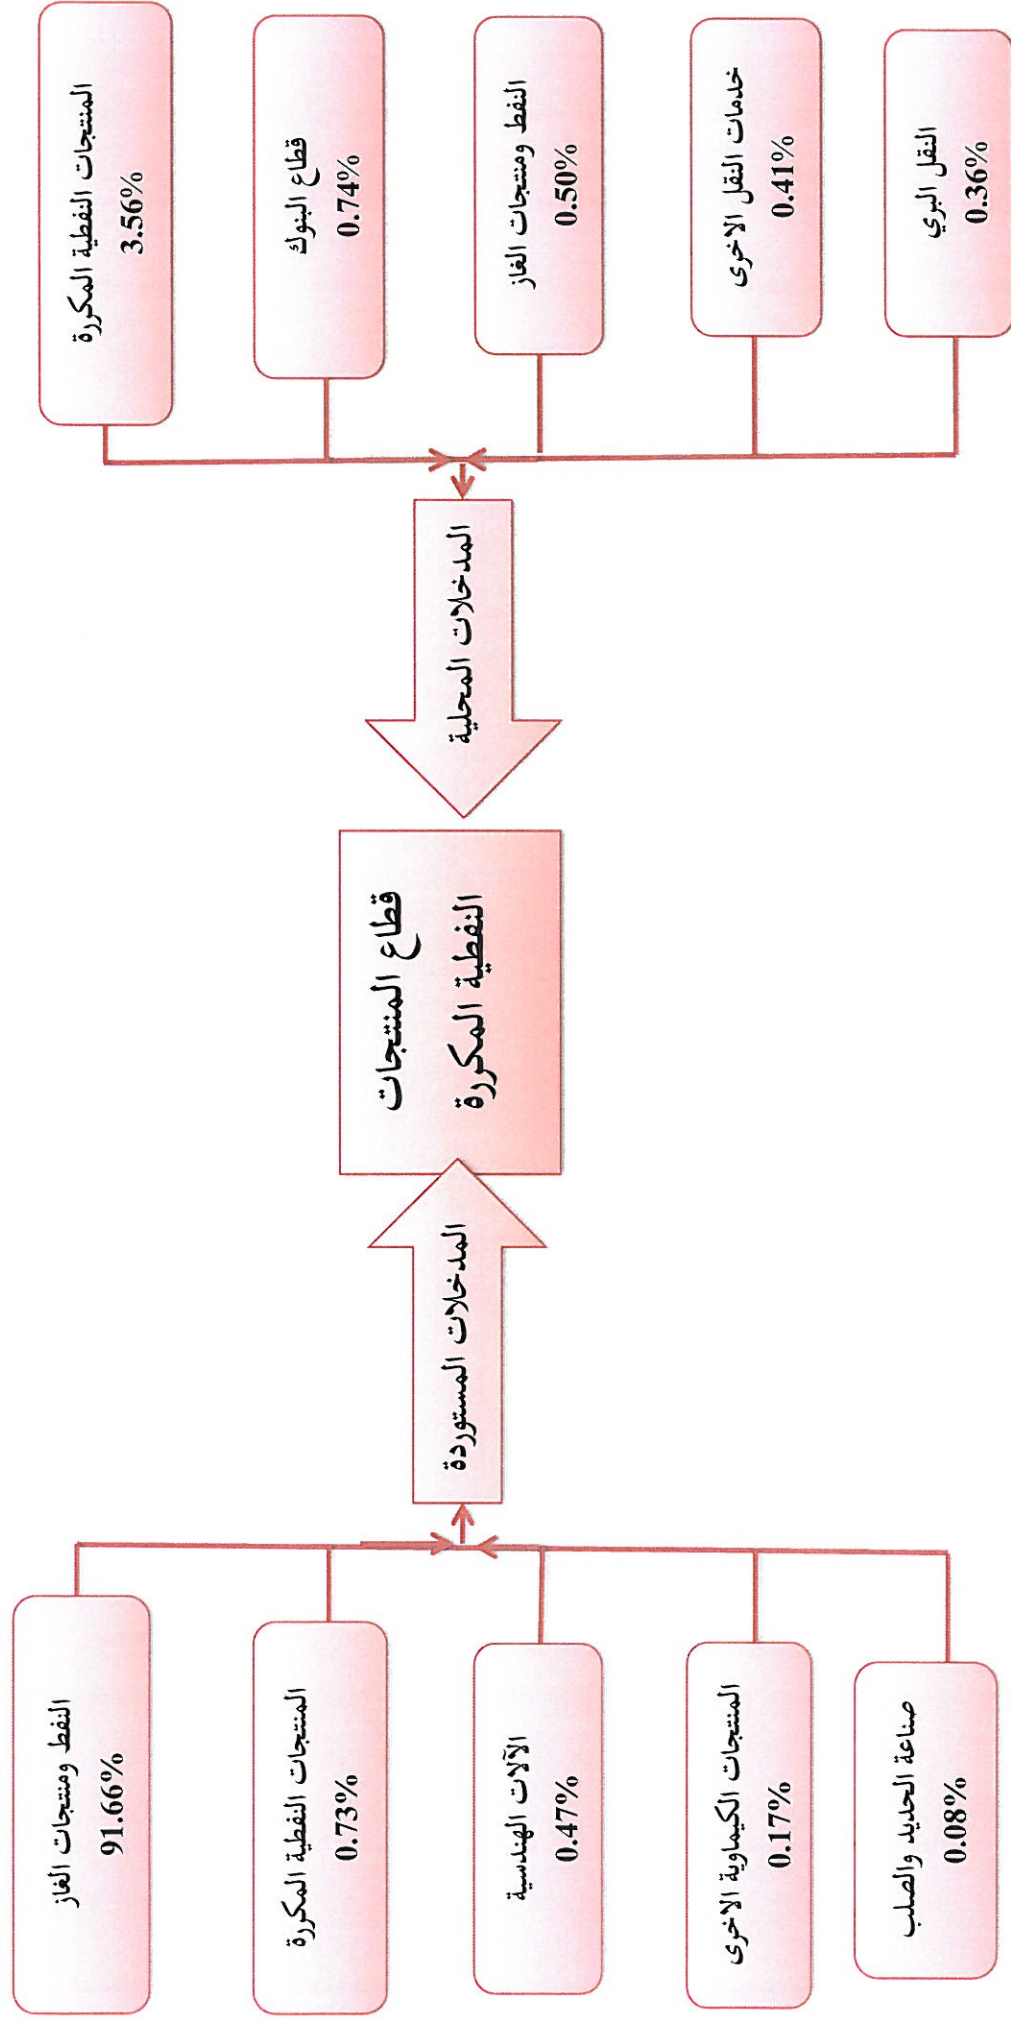 النفط ومنتجات الغاز
91.66%
المنتجات النفطية المكررة
0.73%
الآلات الهندسية
0.47%
المنتجات الكيماوية الاخرى
0.17%
صناعة الحديد والصلب
0.08%
المدخلات المستوردة
قطاع المنتجات
النفطية المكررة
المدخلات المحلية
المنتجات النفطية المكررة
3.56%
قطاع البنوك
0.74%
النفط ومنتجات الغاز
0.50%
خدمات النقل الاخرى
0.41%
النقل البري
0.36%